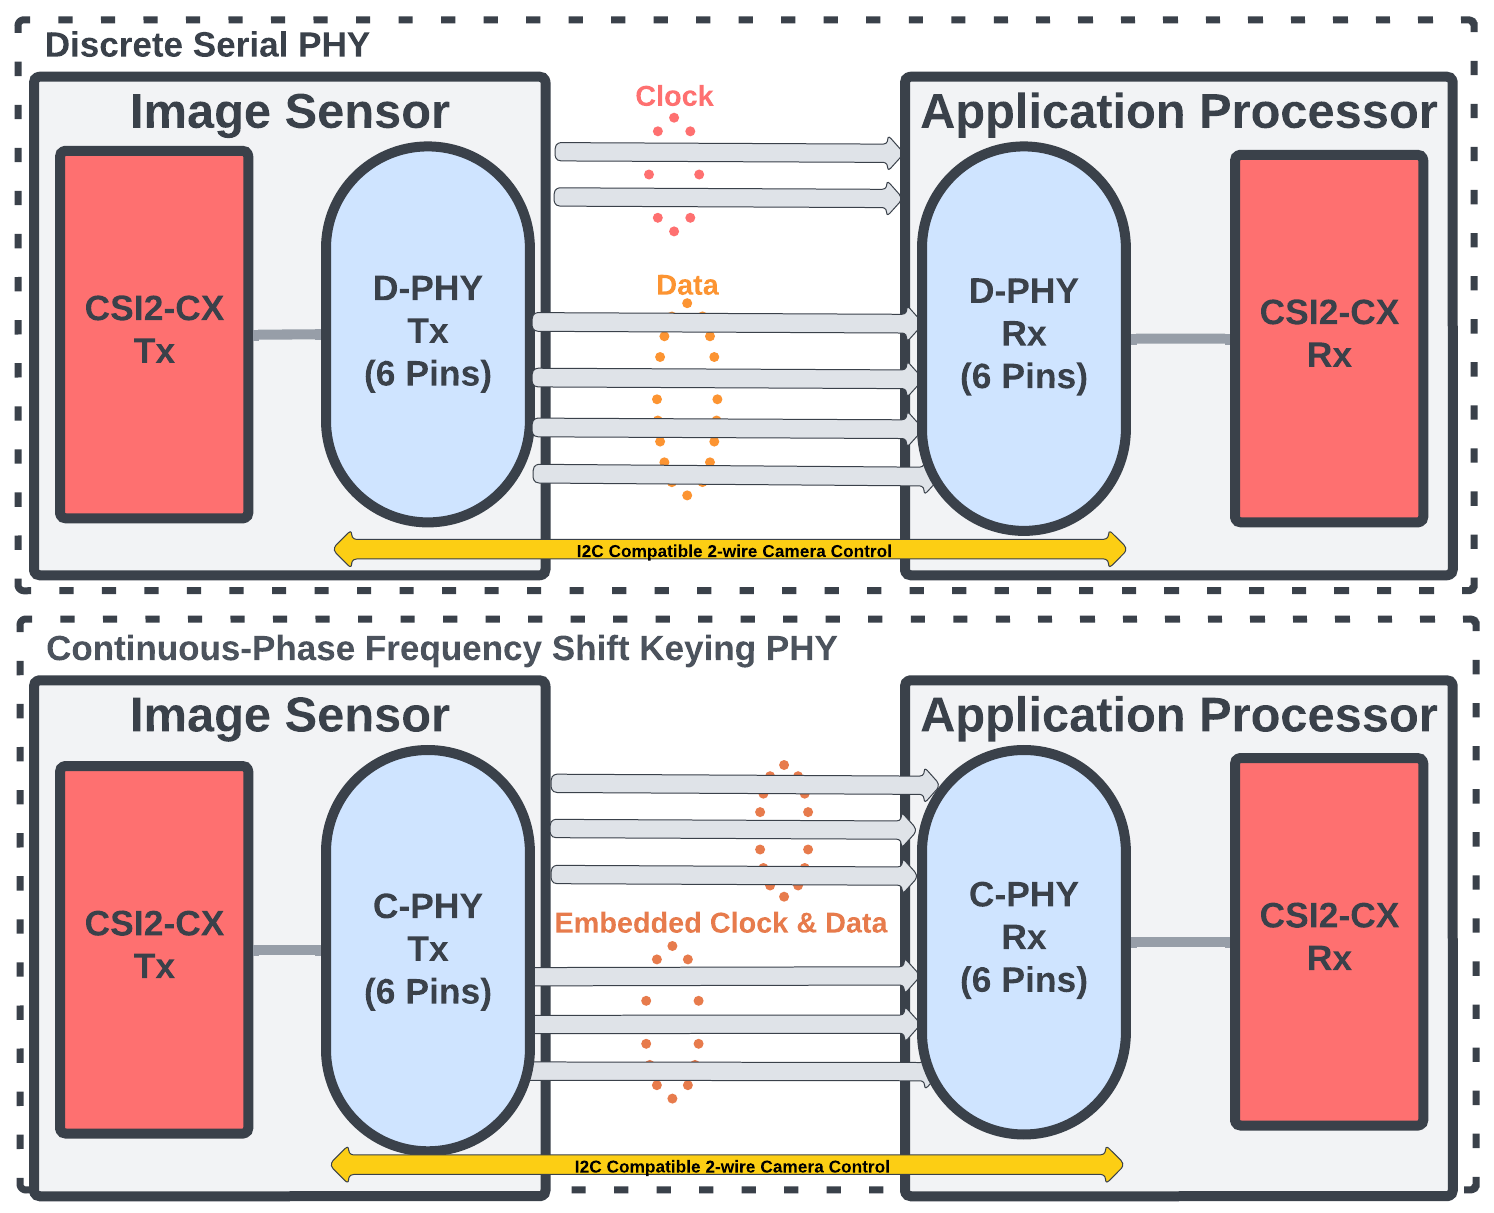 Discrete Serial PHY
Image Sensor
Clock
Application Processor
CSI2-CX
Tx
D-PHY
Tx
(6 Pins)
Data
D-PHY
Rx
(6 Pins)
CSI2-CX
Rx
I2C Compatible 2-wire Camera Control
Continuous-Phase Frequency Shift Keying PHY
Image Sensor
Application Processor
CSI2-CX
Tx
C-PHY
Tx
(6 Pins)
Embedded Clock & Data
C-PHY
Rx
(6 Pins)
CSI2-CX
Rx
I2C Compatible 2-wire Camera Control